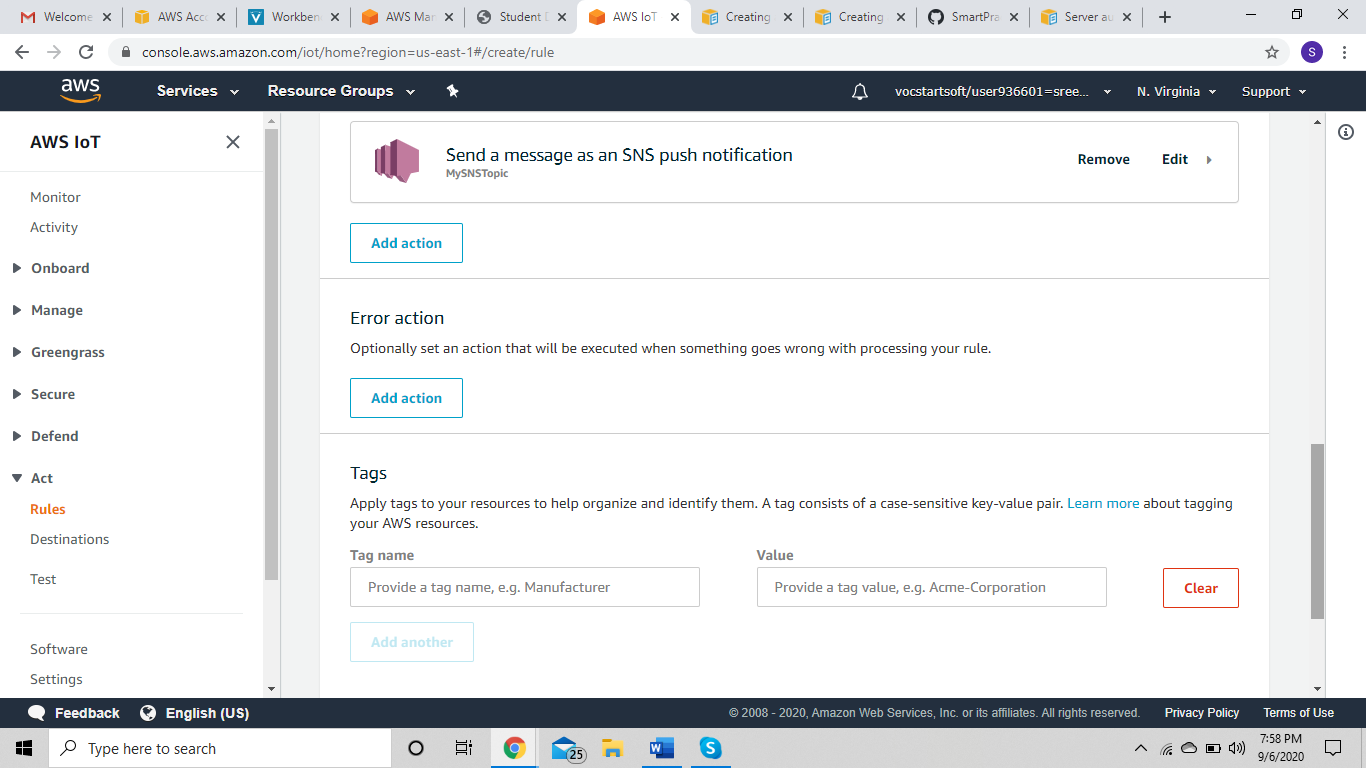 Welcome
AWS Acc
Workben
AWS Man
Student D
AWS IoT
Creating
Creating
SmartPra
Server au
console.aws.amazon.com/iot/home?region=us-east-1#/create/rule
S
aws
Services
Resource Groups
vocstartsoft/user936601=sree...
N. Virginia
Support
AWS IoT
Monitor
Activity
Onboard
Manage
Greengrass
Secure
Defend
Act
Rules
Destinations
Test
Software
Settings
Send a message as an SNS push notification
MySNSTopic
Remove
Edit
Add action
Error action
Optionally set an action that will be executed when something goes wrong with processing your rule.
Add action
Tags
Apply tags to your resources to help organize and identify them. A tag consists of a case-sensitive key-value pair. Learn more about tagging
your AWS resources.
Tag name
Value
Provide a tag name, e.g. Manufacturer
Provide a tag value, e.g. Acme-Corporation
Clear
Add another
Feedback
English (US)
© 2008 - 2020, Amazon Web Services, Inc. or its affiliates. All rights reserved.
Privacy Policy
Terms of Use
Type here to search
25
7:58 PM
9/6/2020